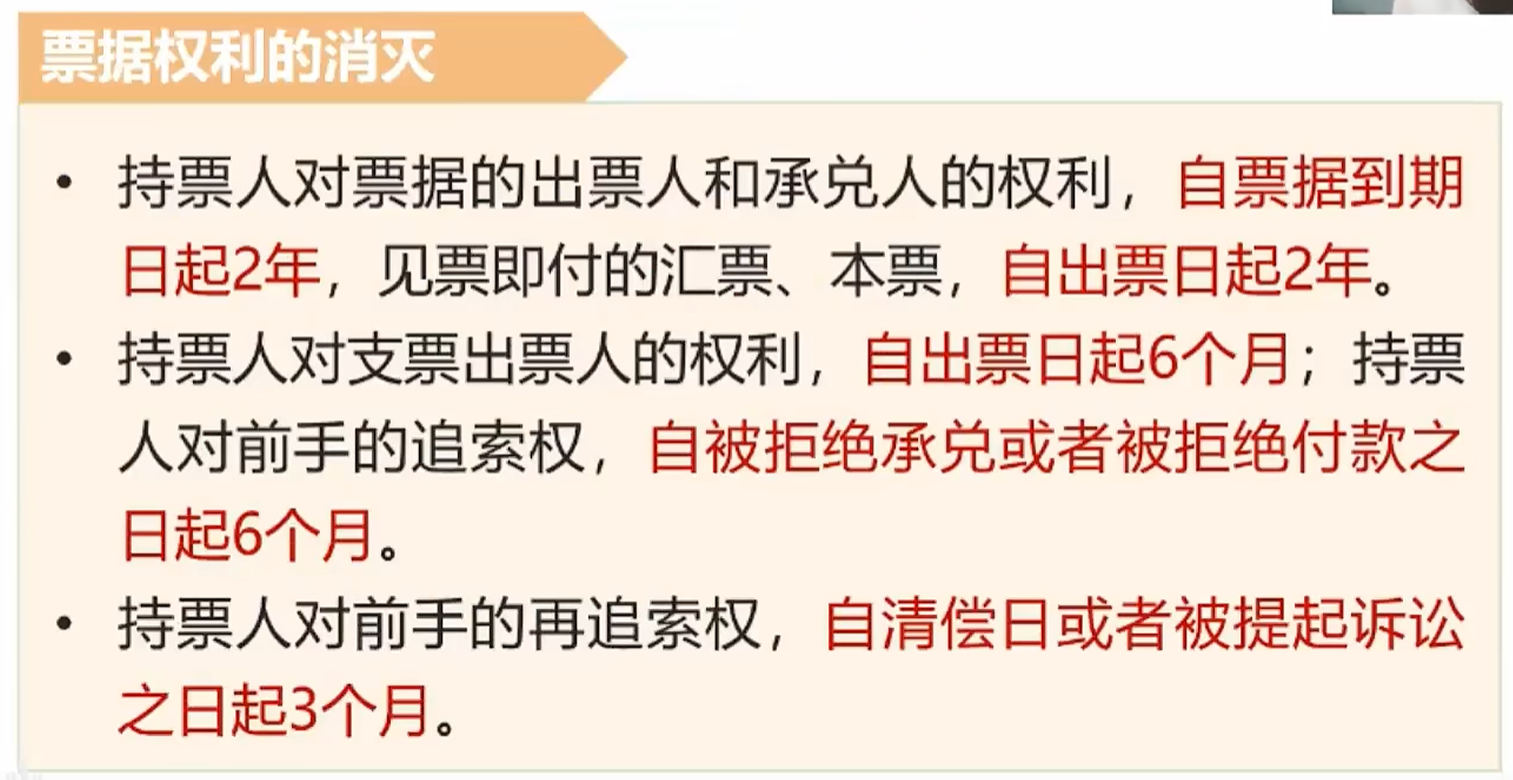 票据权利的消灭
• 持票人对票据的出票人和承兑人的权利，自票据到期
日起2年，见票即付的汇票、本票，自出票日起2年。
• 持票人对支票出票人的权利，自出票日起6个月；持票
人对前手的追索权，自被拒绝承兑或者被拒绝付款之
日起6个月。
• 持票人对前手的再追索权，自清偿日或者被提起诉讼
之日起3个月。